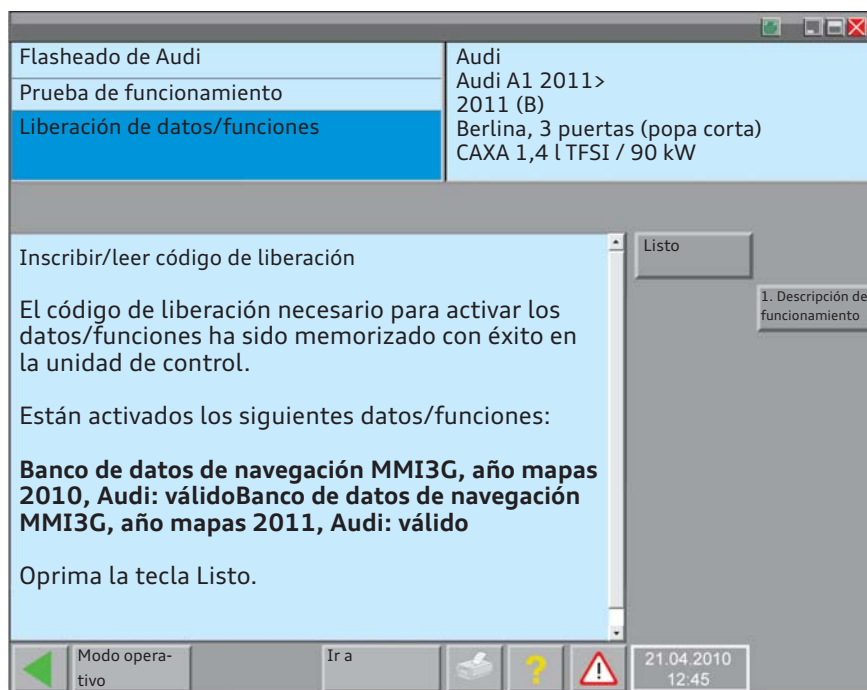 Flasheado de Audi
Prueba de funcionamiento
Liberación de datos/funciones
Audi
Audi A1 2011>
2011 (B)
Berlina, 3 puertas (popa corta)
CAXA 1,4 l TFSI / 90 kW
Inscribir/leer código de liberación
El código de liberación necesario para activar los
datos/funciones ha sido memorizado con éxito en
la unidad de control.
Están activados los siguientes datos/funciones:
Banco de datos de navegación MMI3G, año mapas
2010, Audi: válidoBanco de datos de navegación
MMI3G, año mapas 2011, Audi: válido
Oprima la tecla Listo.
Listo
1. Descripción de
funcionamiento
Modo opera-
tivo
Ir a
?
!
21.04.2010
12:45